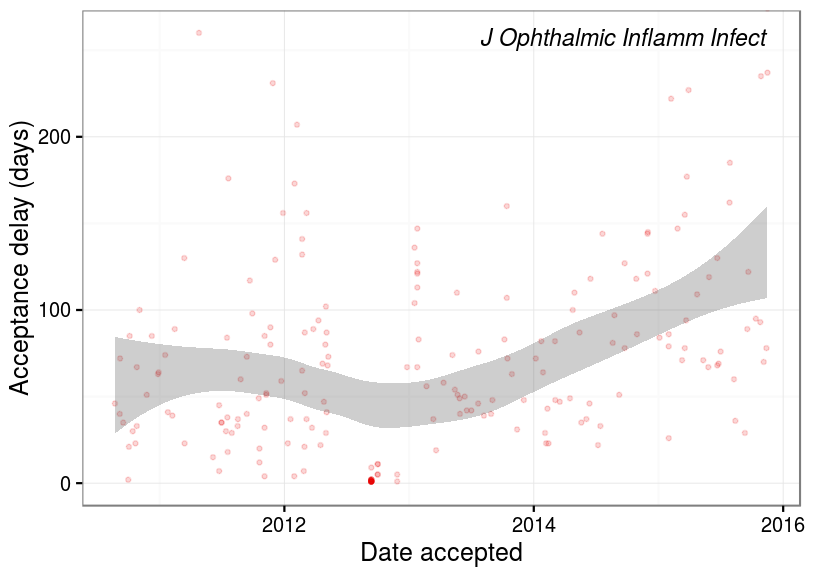 J Ophthalmic Inflamm Infect
Acceptance delay (days)
200
100
0
2012 2014 2016
Date accepted